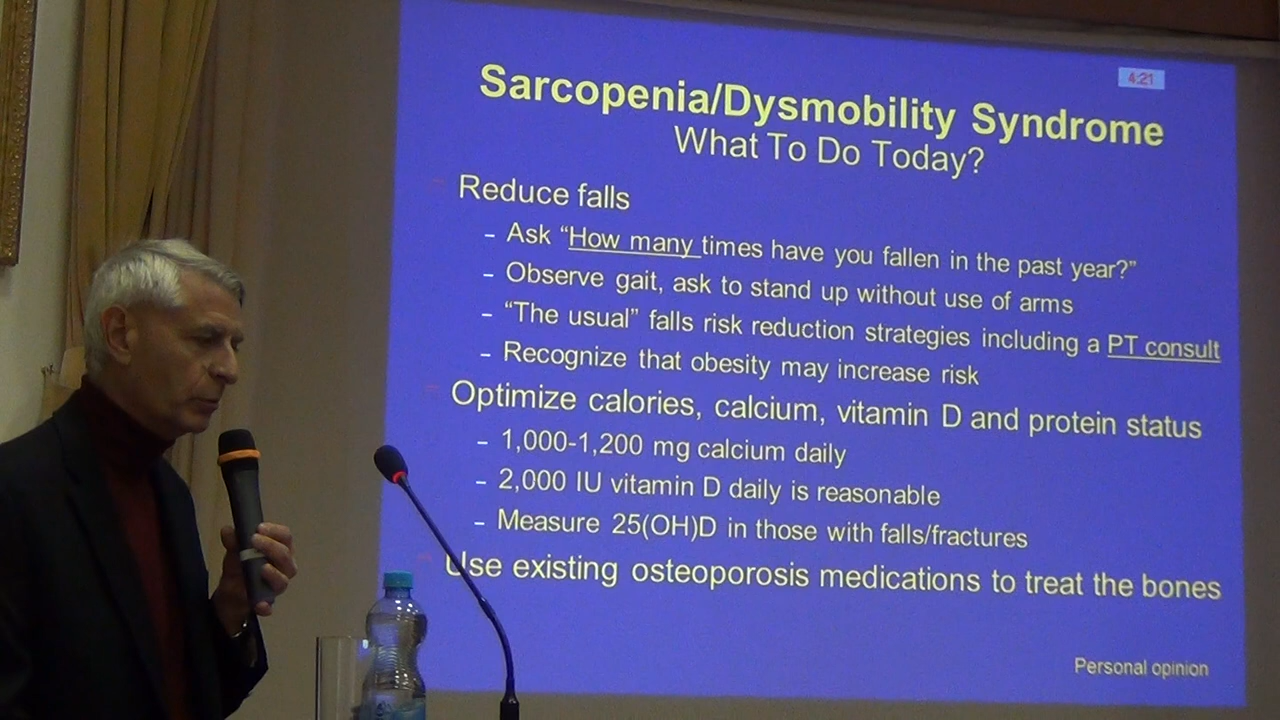 4:21
Sarcopenia/Dysmobility Syndrome
What To Do Today?
– Reduce falls
– Ask “How many times have you fallen in the past year?”
– Observe gait, ask to stand up without use of arms
– “The usual” falls risk reduction strategies including a PT consult
– Recognize that obesity may increase risk
– Optimize calories, calcium, vitamin D and protein status
– 1,000-1,200 mg calcium daily
– 2,000 IU vitamin D daily is reasonable
– Measure 25(OH)D in those with falls/fractures
– Use existing osteoporosis medications to treat the bones
Personal opinion